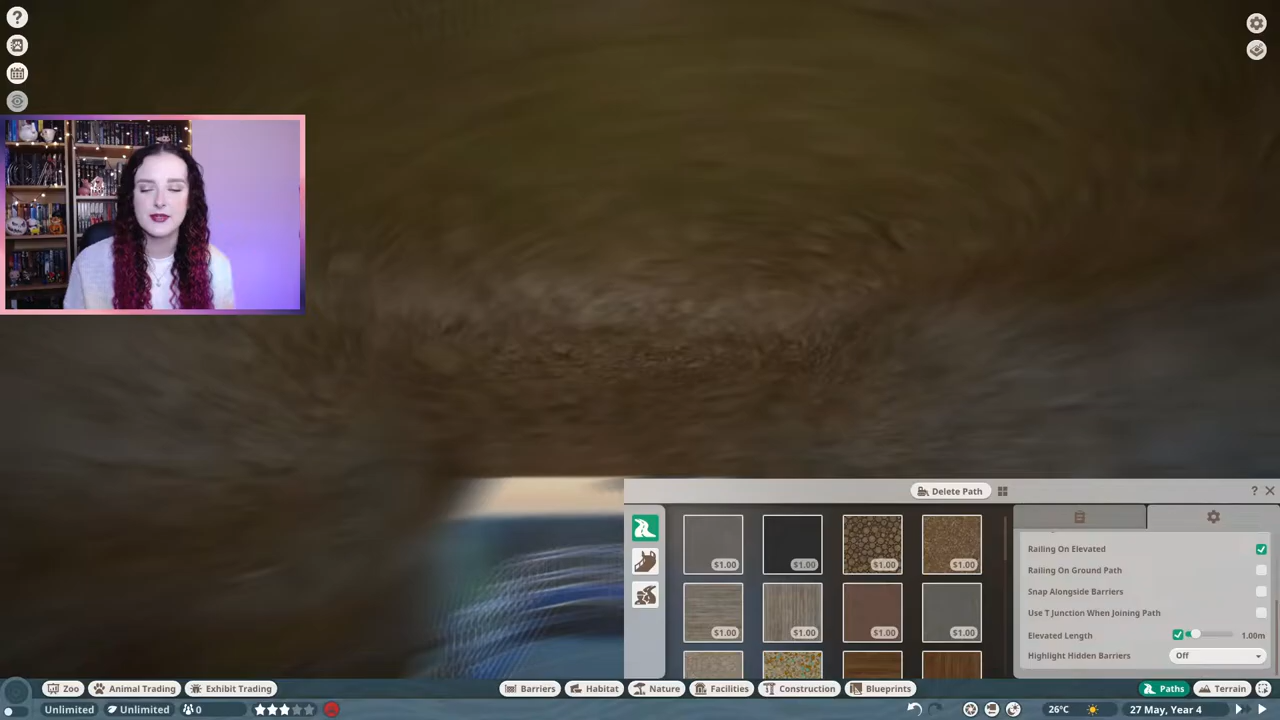 ?
Delete Path
?
$1.00 $1.00 $1.00 $1.00
$1.00 $1.00 $1.00 $1.00
Railing On Elevated
Railing On Ground Path
Snap Alongside Barriers
Use T Junction When Joining Path
Elevated Length 1.00m
Highlight Hidden Barriers Off
Zoo Animal Trading Exhibit Trading Barriers Habitat Nature Facilities Construction Blueprints Paths Terrain
Unlimited Unlimited 0 26°C 27 May, Year 4